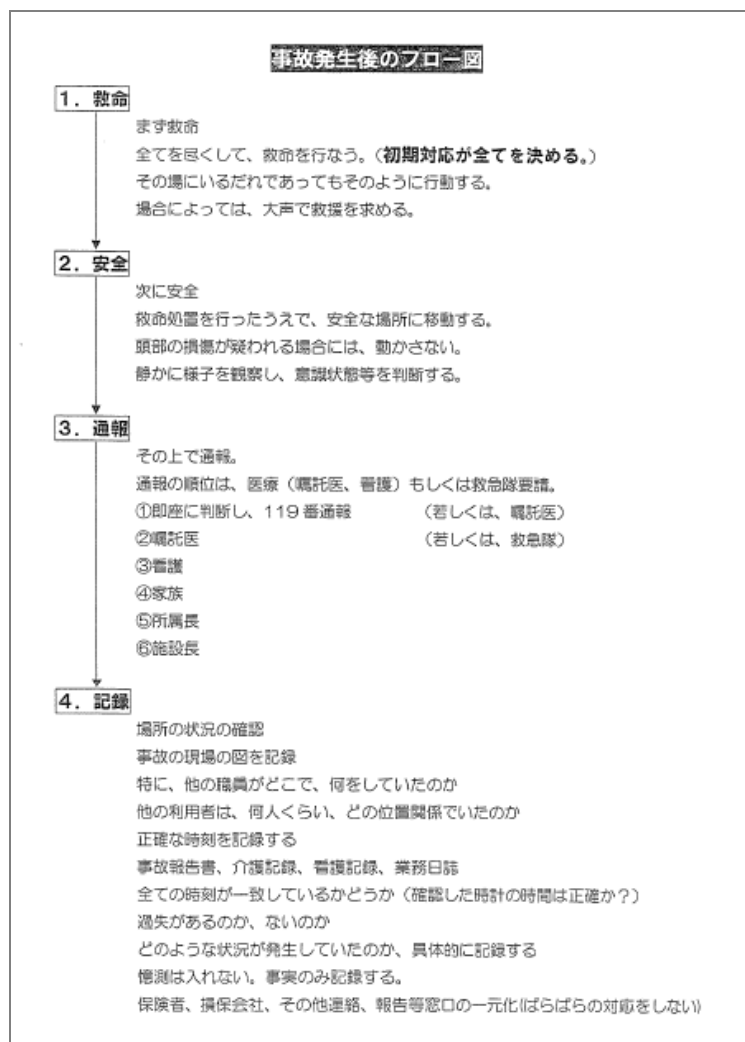 事故発生後のフロー図
1．救命
まず救命
全てを尽くして、救命を行なう。（初期対応が全てを決める。）
その場にいるだれであってもそのように行動する。
場合によっては、大声で救援を求める。
2．安全
次に安全
救命処置を行ったうえで、安全な場所に移動する。
頭部の損傷が疑われる場合には、動かさない。
静かに様子を観察し、意識状態等を判断する。
3．通報
その上で通報。
通報の順位は、医療（嘱託医、看護）もしくは救急隊要請。
①即座に判断し、119番通報　（若しくは、嘱託医）
②嘱託医　（若しくは、救急隊）
③看護
④家族
⑤所属長
⑥施設長
4．記録
場所の状況の確認
事故の現場の図を記録
特に、他の職員がどこで、何をしていたのか
他の利用者は、何人くらい、どの位置関係でいたのか
正確な時刻を記録する
事故報告書、介護記録、看護記録、業務日誌
全ての時刻が一致しているかどうか（確認した時計の時間は正確か？）
過失があるのか、ないのか
どのような状況が発生していたのか、具体的に記録する
憶測は入れない。事実のみ記録する。
保険者、損保会社、その他連絡、報告等窓口の一元化(ばらばらの対応をしない)